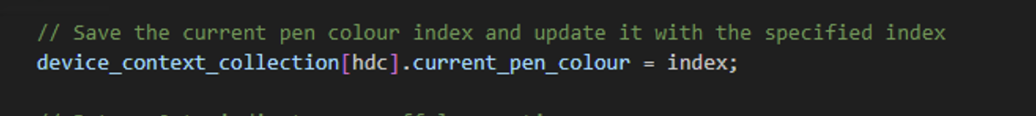 // Save the current pen colour index and update it with the specified index
device_context_collection[hdc].current_pen_colour = index;